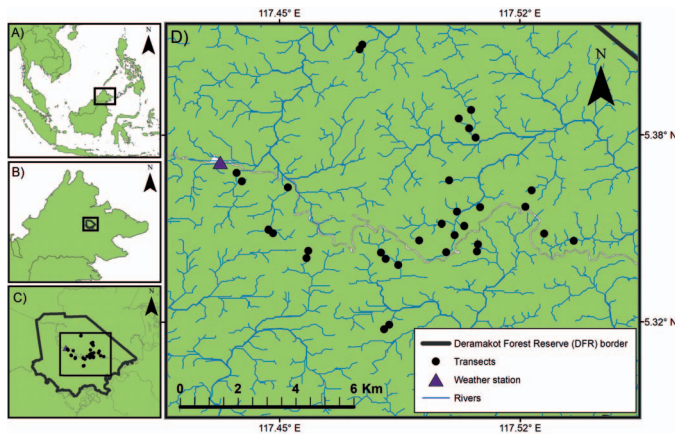 117.45 E
117.52 E
A)
N
B)
N
C)
N
D)
N
5.38 N
5.32 N
Deramakot Forest Reserve (DFR) border
Transects
Weather station
Rivers
0 2 4 6 Km
117.45 E
117.52 E